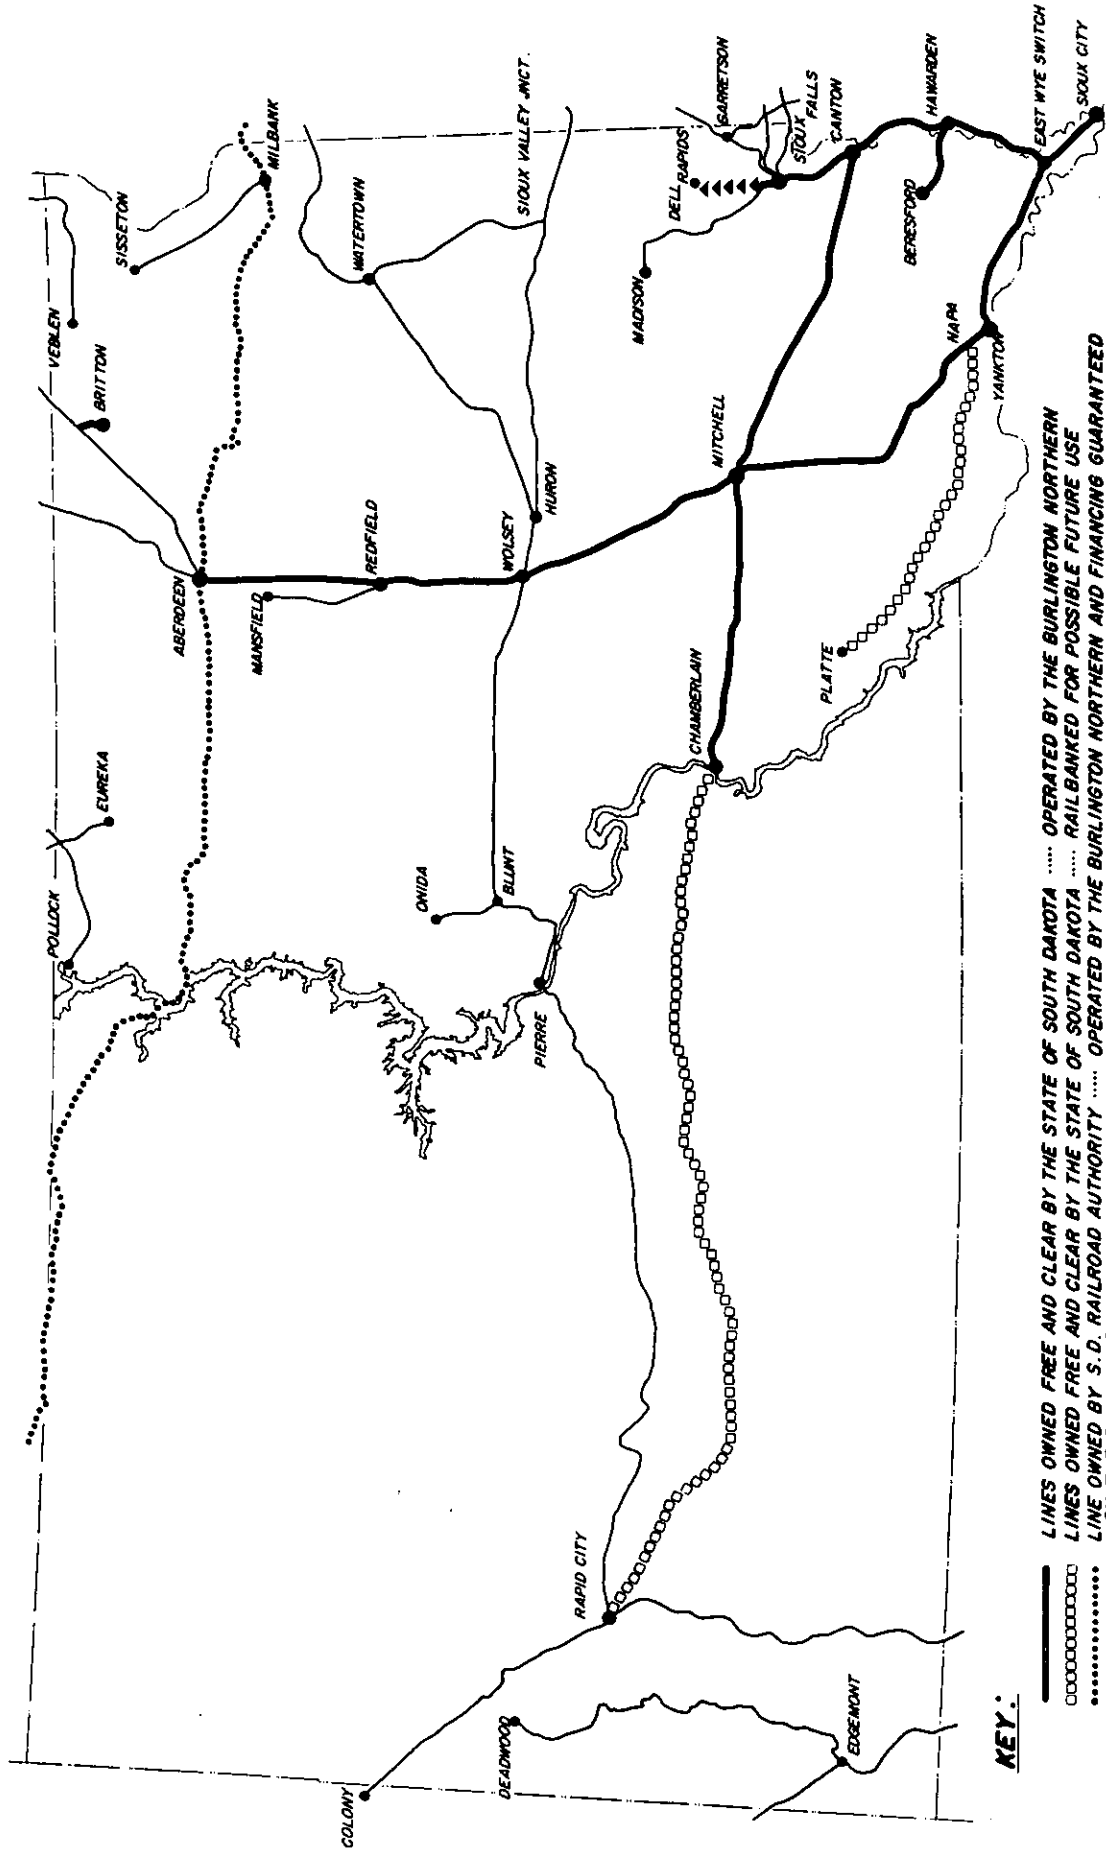 COLONY
DEADWOOD
EDGEMONT
RAPID CITY
PIERRE
POLLOCK
EUREKA
ONIDA
BLUNT
CHAMBERLAIN
PLATTE
ABERDEEN
MANSFIELD
REDFIELD
WOLSEY
HURON
MITCHELL
BRITTON
VEBLEN
SISSETON
MILBANK
WATERTOWN
SIOUX VALLEY JNCT.
MADISON
DELL
RAPIDS
GARRETSON
SIOUX
FALLS
CANTON
BERESFORD
HAWARDEN
NAPA
YANKTON
EAST WYE SWITCH
SIOUX CITY
KEY:
LINES OWNED FREE AND CLEAR BY THE STATE OF SOUTH DAKOTA ..... OPERATED BY THE BURLINGTON NORTHERN
LINES OWNED FREE AND CLEAR BY THE STATE OF SOUTH DAKOTA ..... RAILBANKED FOR POSSIBLE FUTURE USE
LINE OWNED BY S.D. RAILROAD AUTHORITY ..... OPERATED BY THE BURLINGTON NORTHERN AND FINANCING GUARANTEED